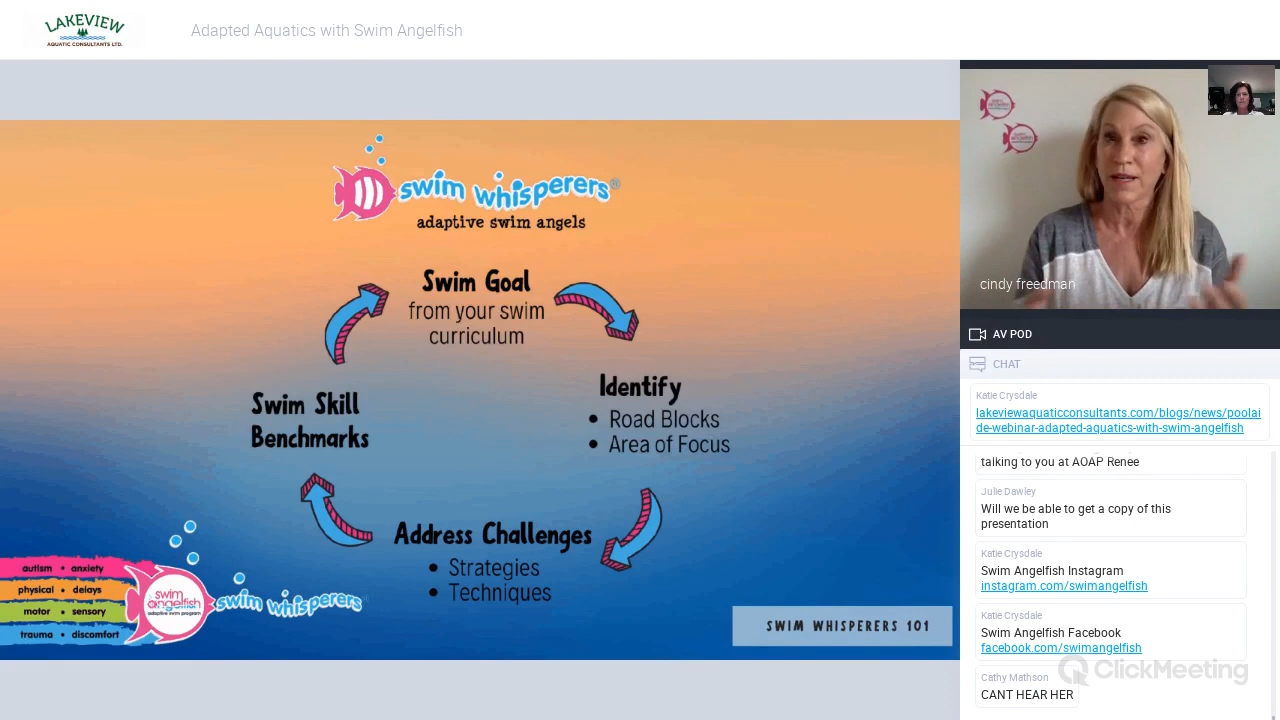 LAKEVIEW
AQUATIC CONSULTANTS LTD.
Adapted Aquatics with Swim Angelfish
swim whisperers®
adaptive swim angels
Swim Goal
from your swim
curriculum
Identify
• Road Blocks
• Area of Focus
Swim Skill
Benchmarks
Address Challenges
• Strategies
• Techniques
autism • anxiety
physical • delays
motor • sensory
trauma • discomfort
swim
angelfish
adaptive swim program
swim whisperers
SWIM WHISPERERS 101
swim
angelfish
swim
angelfish
cindy freedman
AV POD
CHAT
Katie Crysdale
lakeviewaquaticconsultants.com/blogs/news/poolai
de-webinar-adapted-aquatics-with-swim-angelfish
talking to you at AOAP Renee
Julie Dawley
Will we be able to get a copy of this
presentation
Katie Crysdale
Swim Angelfish Instagram
instagram.com/swimangelfish
Katie Crysdale
Swim Angelfish Facebook
facebook.com/swimangelfish
ClickMeeting
Cathy Mathson
CANT HEAR HER